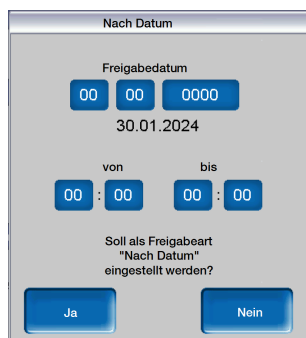 Nach Datum
Freigabedatum
00 00 0000
30.01.2024
von bis
00 : 00 00 : 00
Soll als Freigabeart
"Nach Datum"
eingestellt werden?
Ja Nein